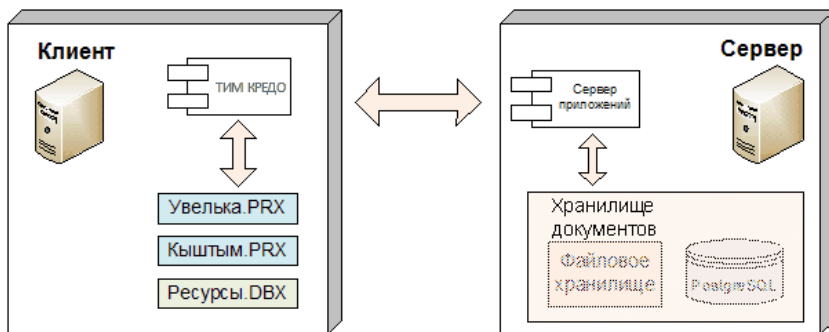 Клиент
ТИМ КРЕДО
Увелька.PRX
Кыштым.PRX
Ресурсы.DBX
Сервер
Сервер
приложений
Хранилище
документов
Файловое
хранилище
PostgreSQL